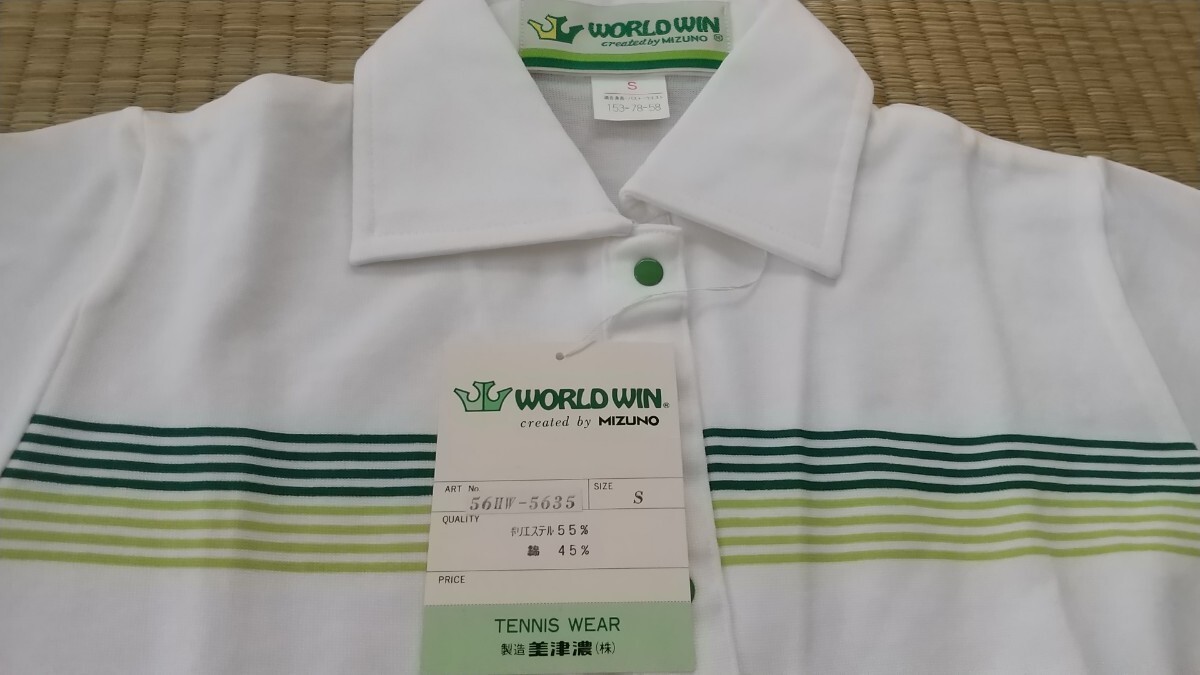 WORLD WIN
created by MIZUNO ®
S
153-78-58
WORLD WIN®
created by MIZUNO
ART No.
56HW-5635
SIZE
S
QUALITY
ポリエステル 55%
綿 45%
PRICE
TENNIS WEAR
製造 美津濃(株)